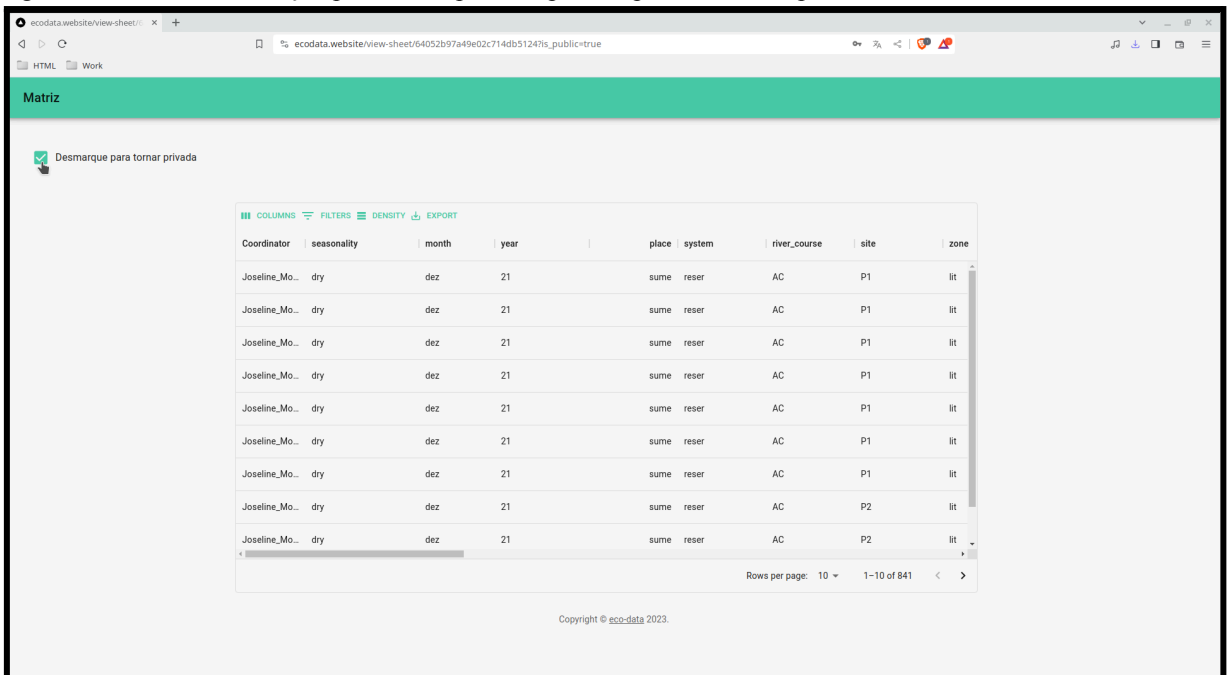 ecodata.website/view-sheet/
ecodata.website/view-sheet/64052b97a49e02c714db5124?is_public=true
HTML Work
Matriz
Desmarque para tornar privada
COLUMNS FILTERS DENSITY EXPORT
Coordinator seasonality month year place system river_course site zone
Joseline_Mo... dry dez 21 sume reser AC P1 lit
Joseline_Mo... dry dez 21 sume reser AC P1 lit
Joseline_Mo... dry dez 21 sume reser AC P1 lit
Joseline_Mo... dry dez 21 sume reser AC P1 lit
Joseline_Mo... dry dez 21 sume reser AC P1 lit
Joseline_Mo... dry dez 21 sume reser AC P1 lit
Joseline_Mo... dry dez 21 sume reser AC P1 lit
Joseline_Mo... dry dez 21 sume reser AC P2 lit
Joseline_Mo... dry dez 21 sume reser AC P2 lit
Rows per page: 10 1–10 of 841
Copyright © eco-data 2023.